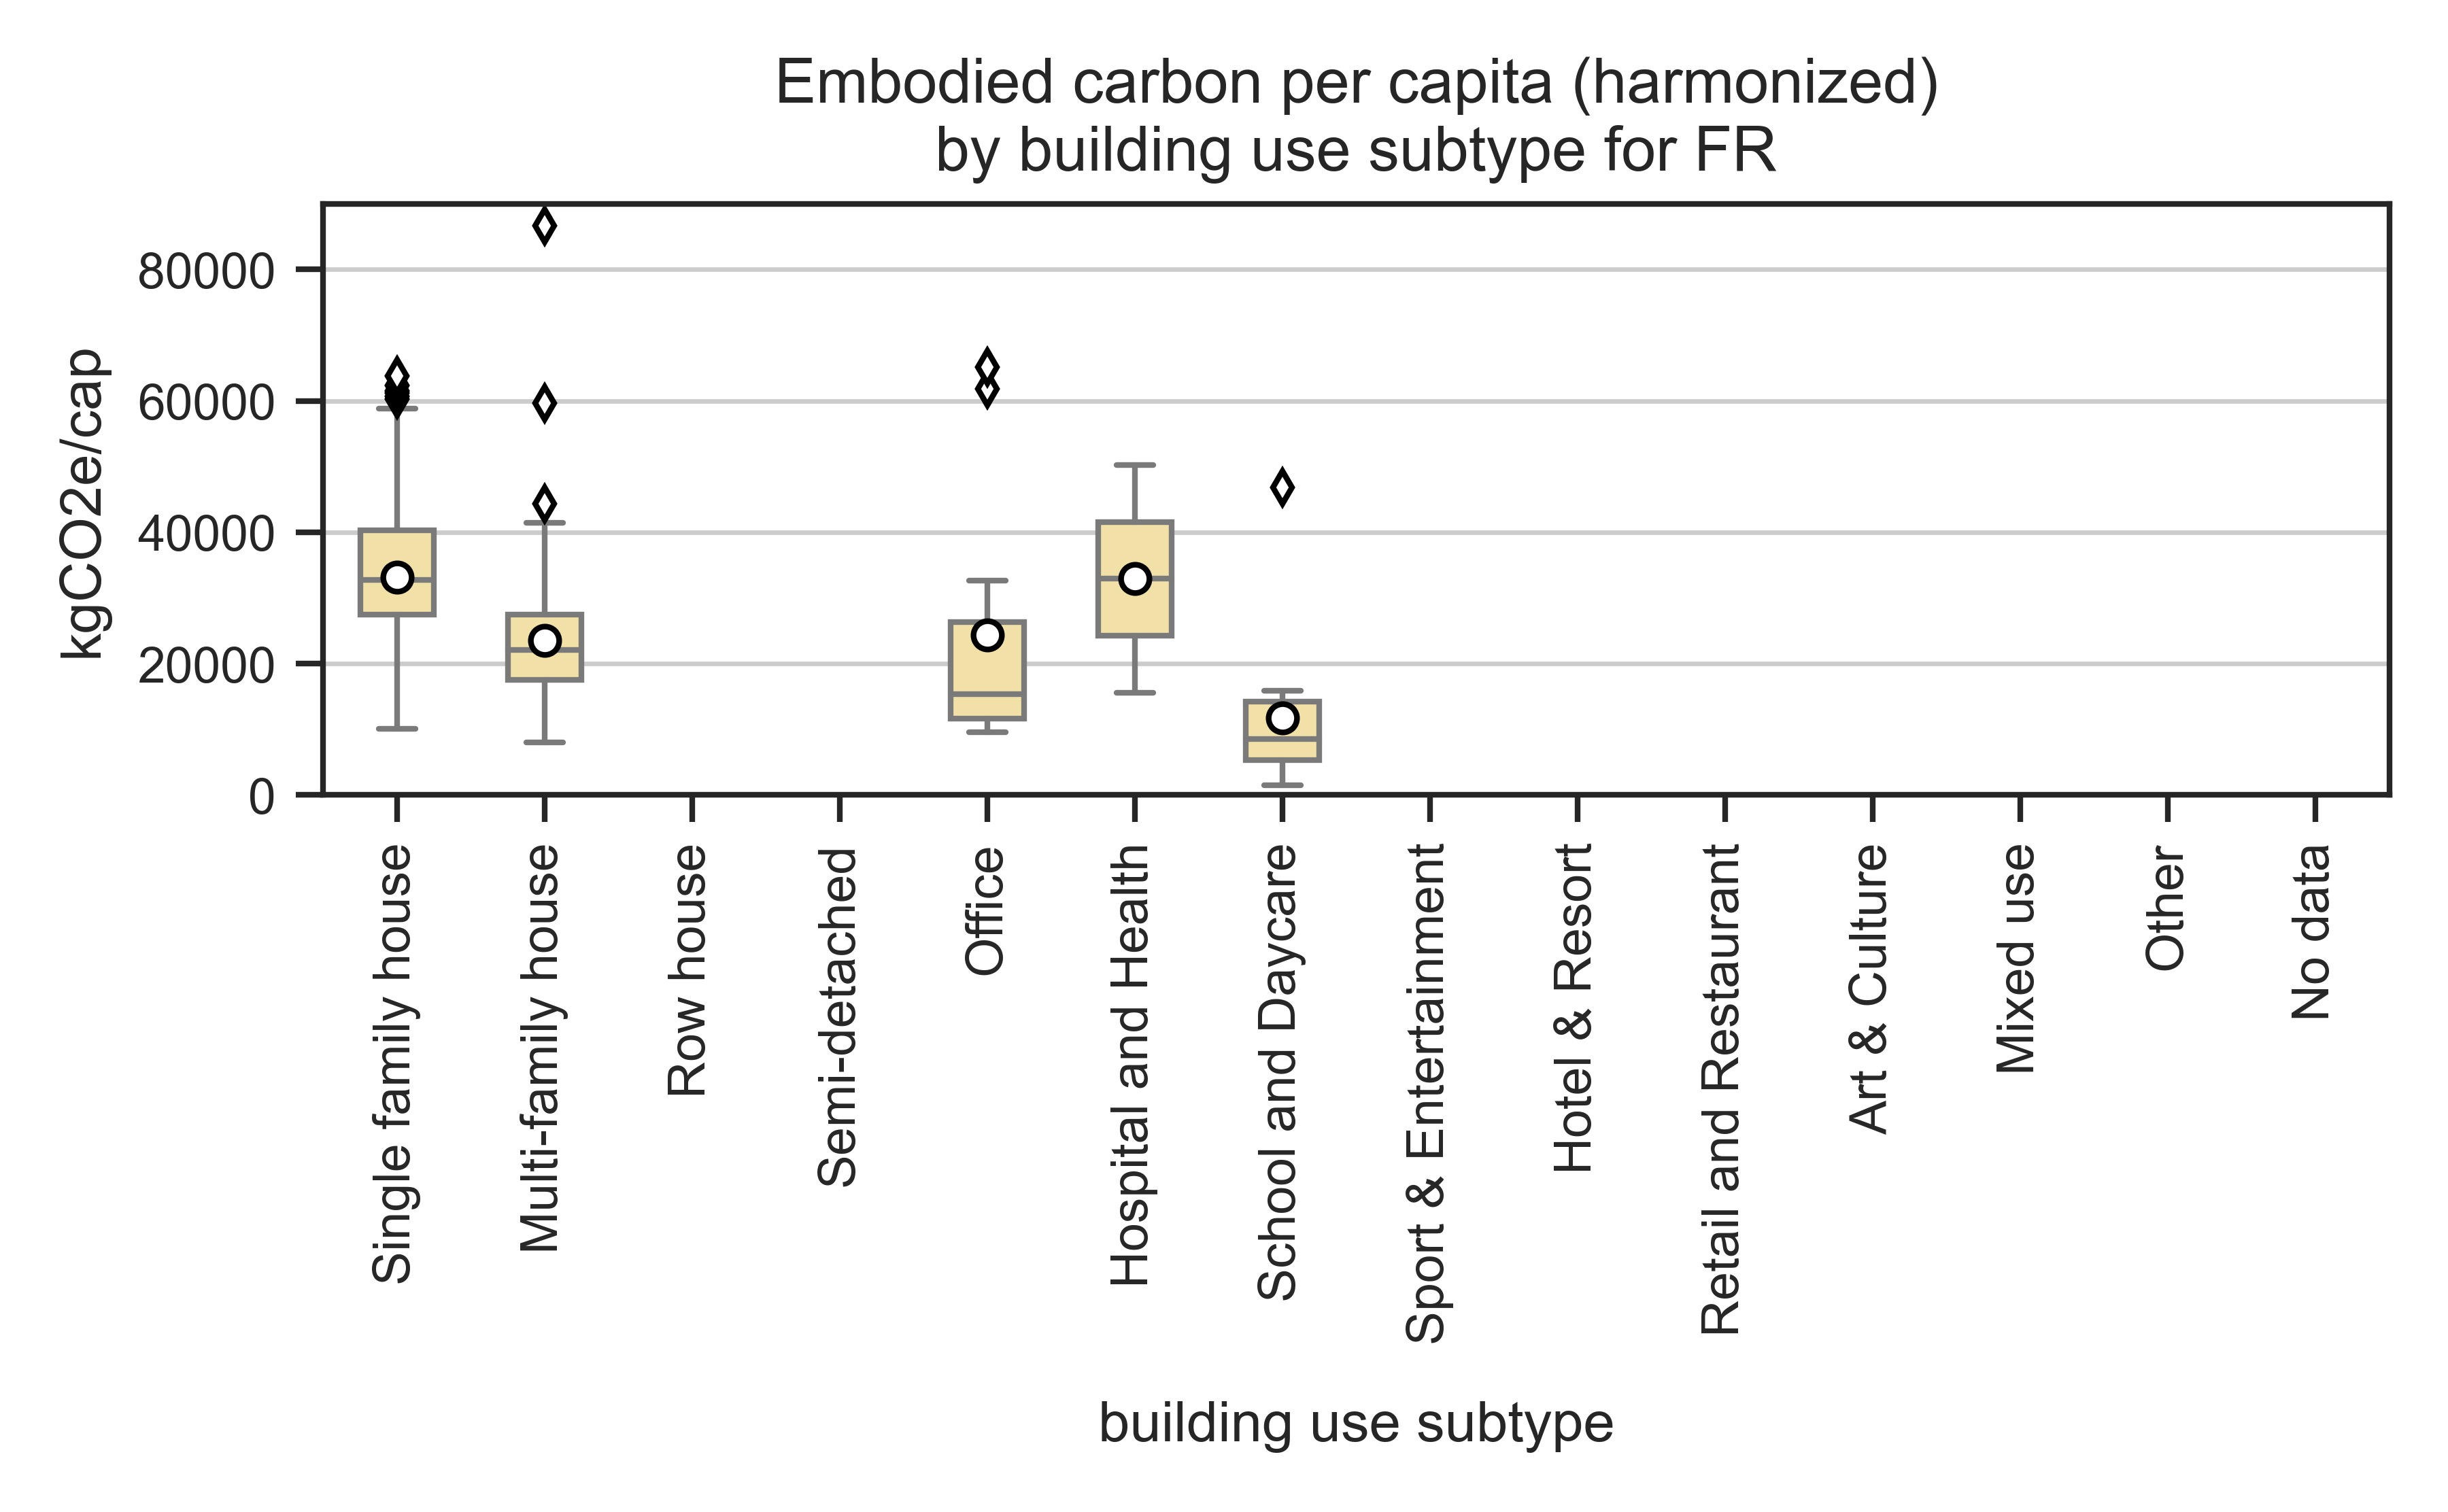 Embodied carbon per capita (harmonized)
by building use subtype for FR
kgCO2e/cap
80000
60000
40000
20000
0
Single family house
Multi-family house
Row house
Semi-detached
Office
Hospital and Health
School and Daycare
Sport & Entertainment
Hotel & Resort
Retail and Restaurant
Art & Culture
Mixed use
Other
No data
building use subtype